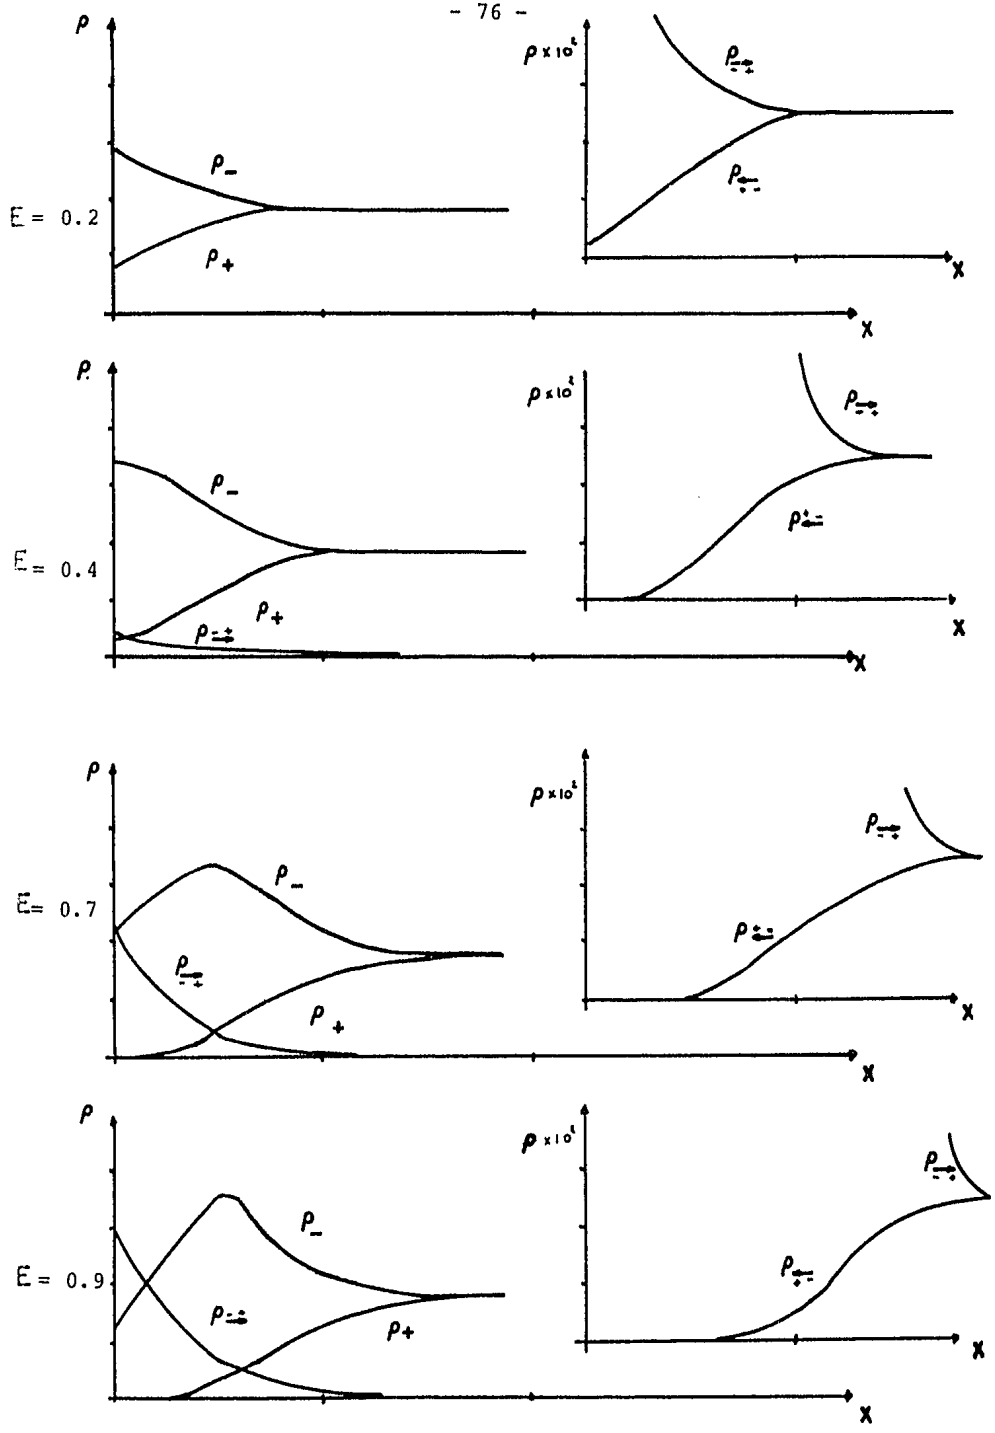 - 76 -
ρ
ρ × 10²
ρ₋
ρ₊
E = 0.2
X
ρ₋₊
ρ₊₋
X
ρ
ρ × 10²
ρ₋
ρ₊
ρ₋₊
E = 0.4
X
ρ₋₊
ρ₊₋
X
ρ
ρ × 10²
ρ₋
ρ₋₊
ρ₊
E = 0.7
X
ρ₋₊
ρ₊₋
X
ρ
ρ × 10²
ρ₋
ρ₋₊
ρ₊
E = 0.9
X
ρ₋₊
ρ₊₋
X